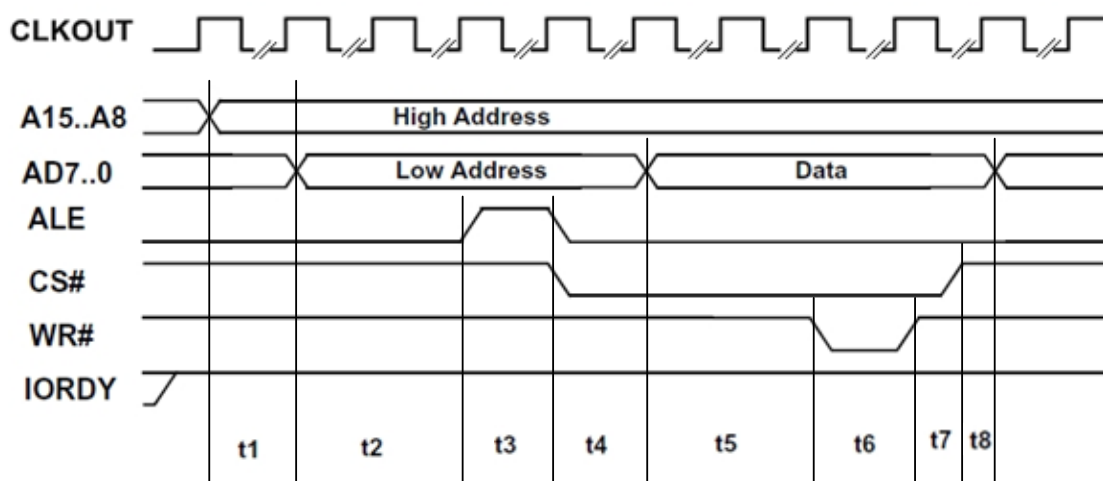 CLKOUT
A15..A8
High Address
AD7..0
Low Address
Data
ALE
CS#
WR#
IORDY
t1 t2 t3 t4 t5 t6 t7 t8